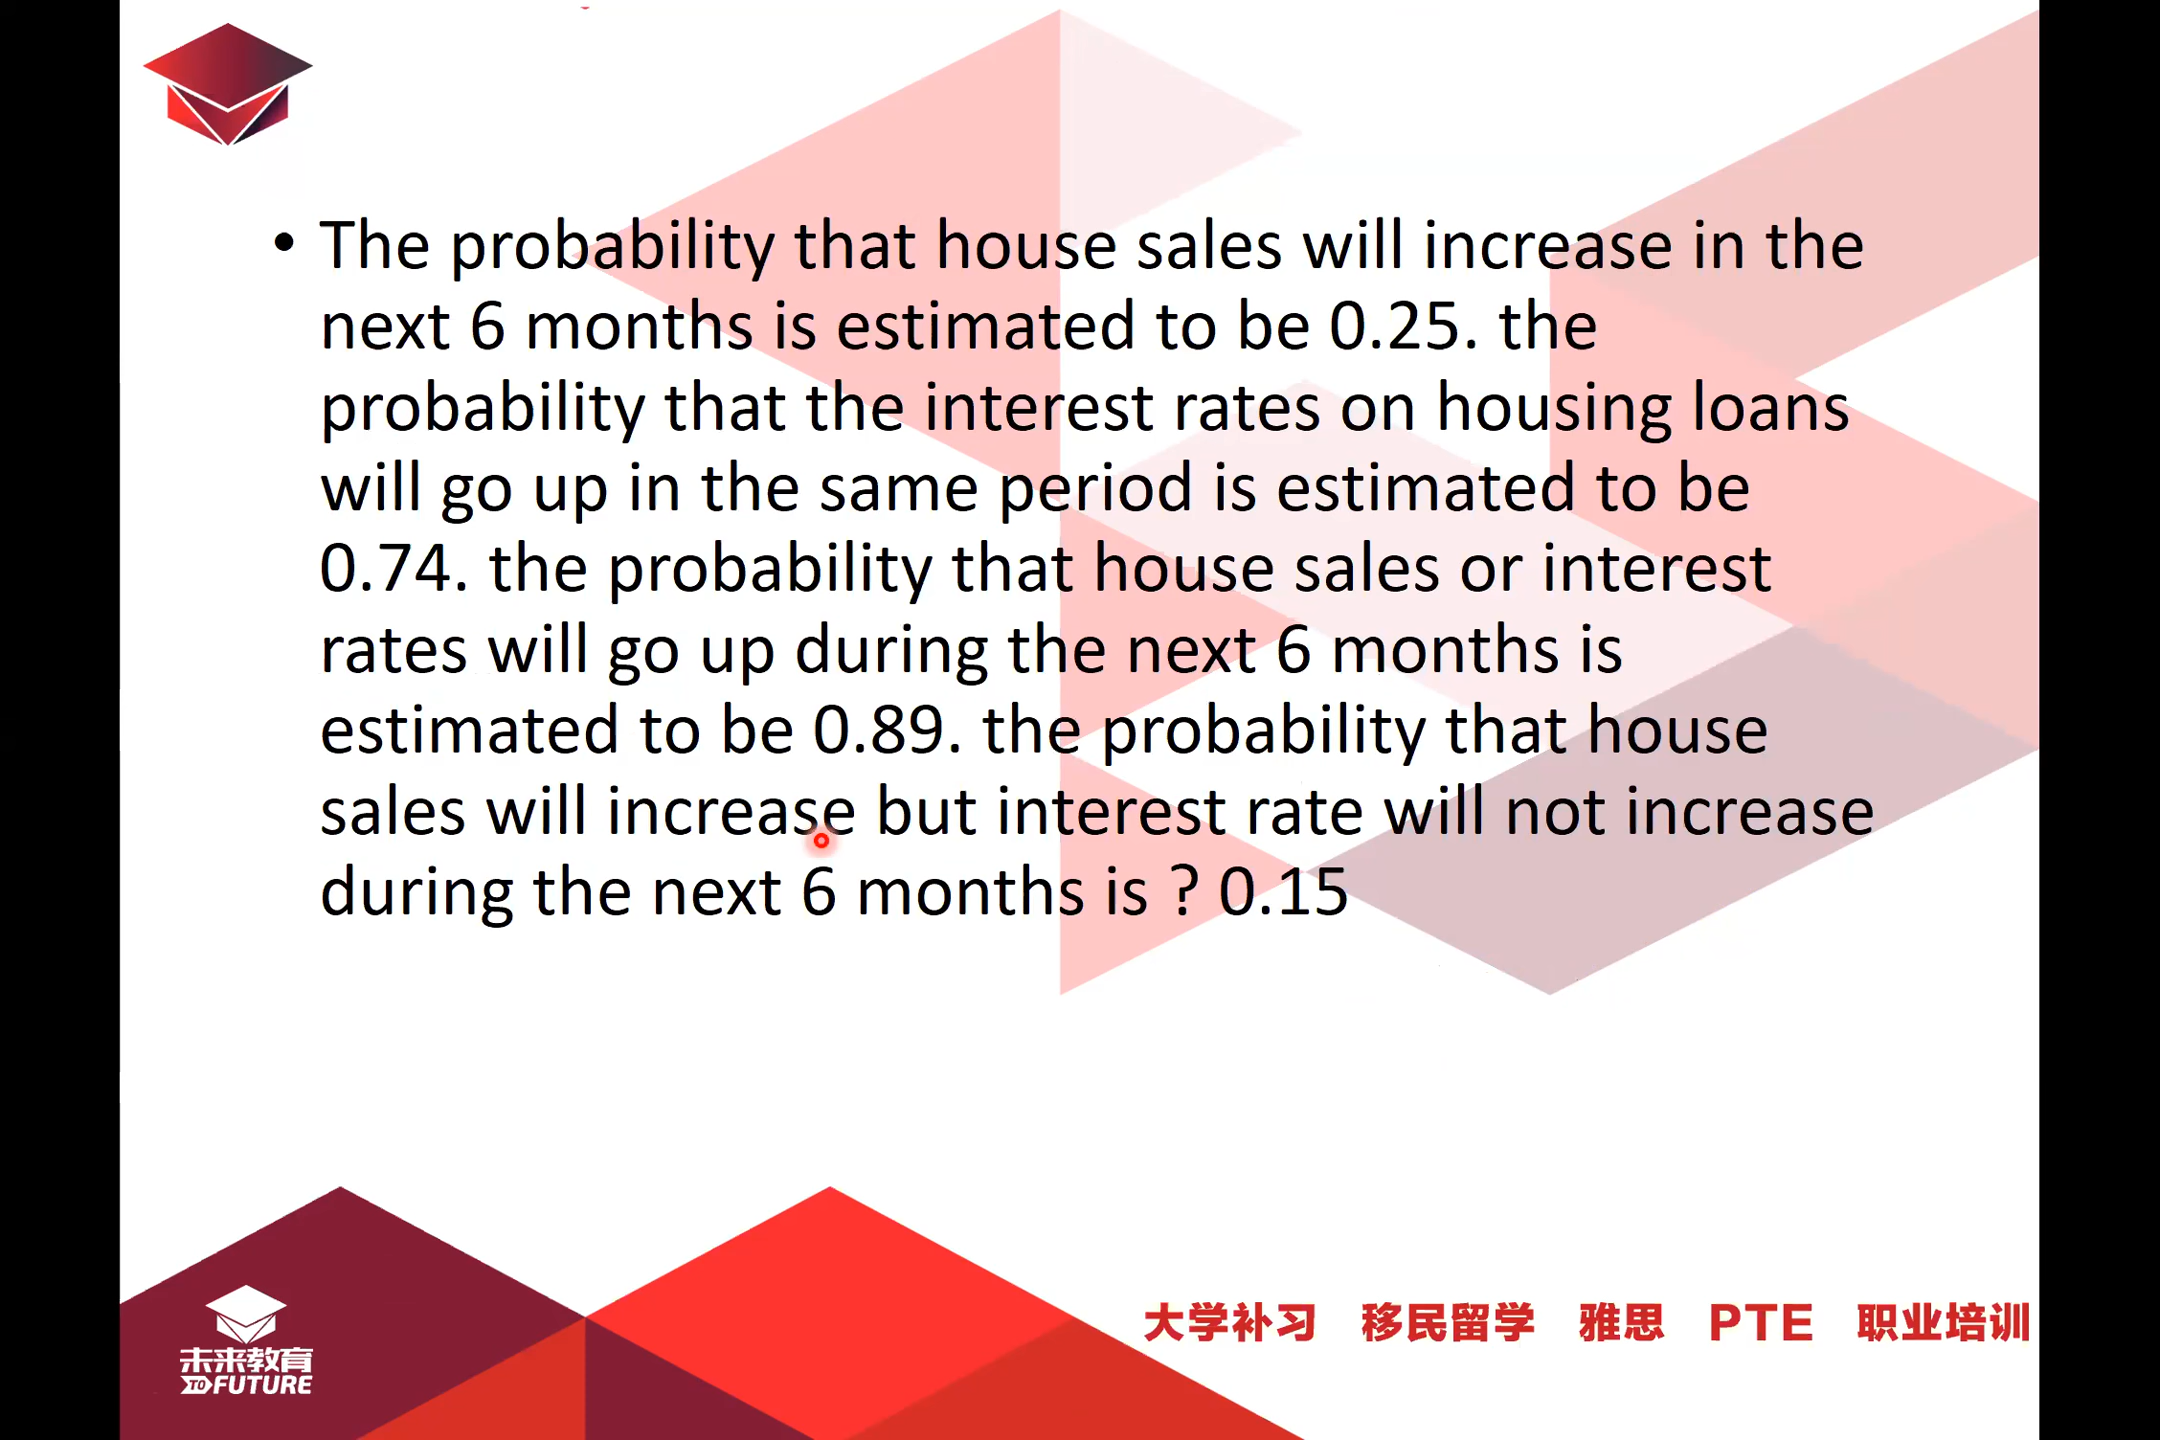 • The probability that house sales will increase in the
next 6 months is estimated to be 0.25. the
probability that the interest rates on housing loans
will go up in the same period is estimated to be
0.74. the probability that house sales or interest
rates will go up during the next 6 months is
estimated to be 0.89. the probability that house
sales will increase but interest rate will not increase
during the next 6 months is ? 0.15
未来教育
TO FUTURE
大学补习 移民留学 雅思 PTE 职业培训